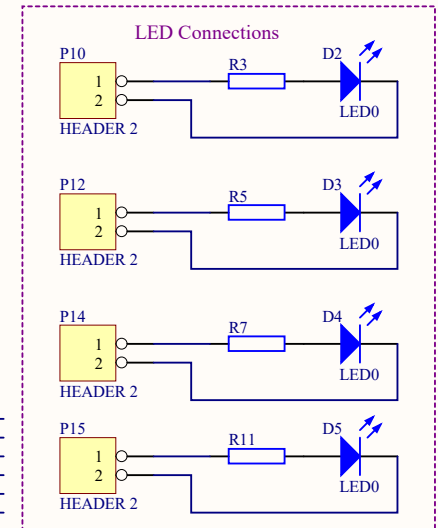 LED Connections
P10
R3
D2
1
2
LED0
HEADER 2
P12
R5
D3
1
2
LED0
HEADER 2
P14
R7
D4
1
2
LED0
HEADER 2
P15
R11
D5
1
2
LED0
HEADER 2